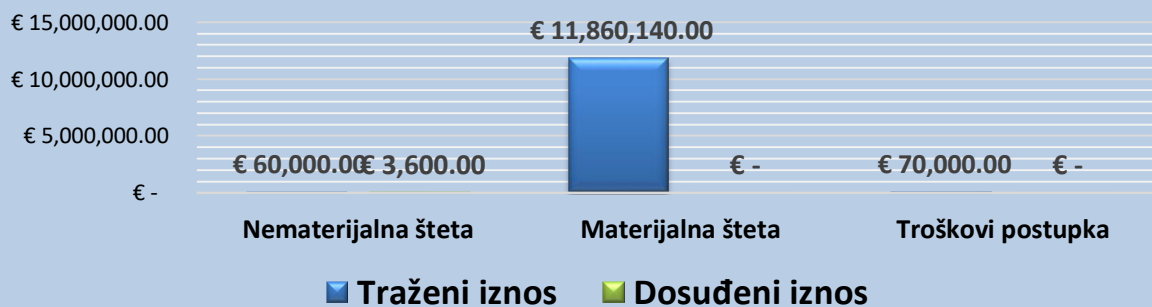 € 15,000,000.00
€ 10,000,000.00
€ 5,000,000.00
€ -
€ 11,860,140.00
€ 60,000.00 € 3,600.00 € - € 70,000.00 € -
Nematerijalna šteta Materijalna šteta Troškovi postupka
Traženi iznos Dosuđeni iznos